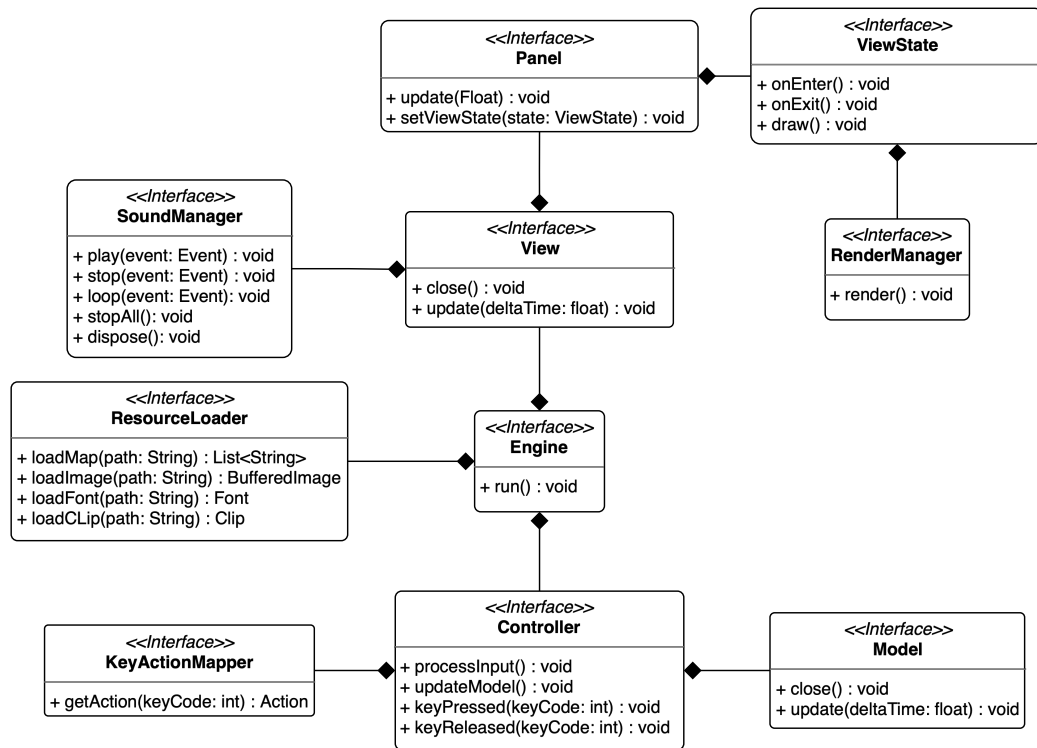 <<Interface>>
Panel
+ update(Float) : void
+ setViewState(state: ViewState) : void
<<Interface>>
ViewState
+ onEnter() : void
+ onExit() : void
+ draw() : void
<<Interface>>
SoundManager
+ play(event: Event) : void
+ stop(event: Event) : void
+ loop(event: Event): void
+ stopAll(): void
+ dispose(): void
<<Interface>>
View
+ close() : void
+ update(deltaTime: float) : void
<<Interface>>
RenderManager
+ render() : void
<<Interface>>
ResourceLoader
+ loadMap(path: String) : List<String>
+ loadImage(path: String) : BufferedImage
+ loadFont(path: String) : Font
+ loadCLip(path: String) : Clip
<<Interface>>
Engine
+ run() : void
<<Interface>>
KeyActionMapper
+ getAction(keyCode: int) : Action
<<Interface>>
Controller
+ processInput() : void
+ updateModel() : void
+ keyPressed(keyCode: int) : void
+ keyReleased(keyCode: int) : void
<<Interface>>
Model
+ close() : void
+ update(deltaTime: float) : void